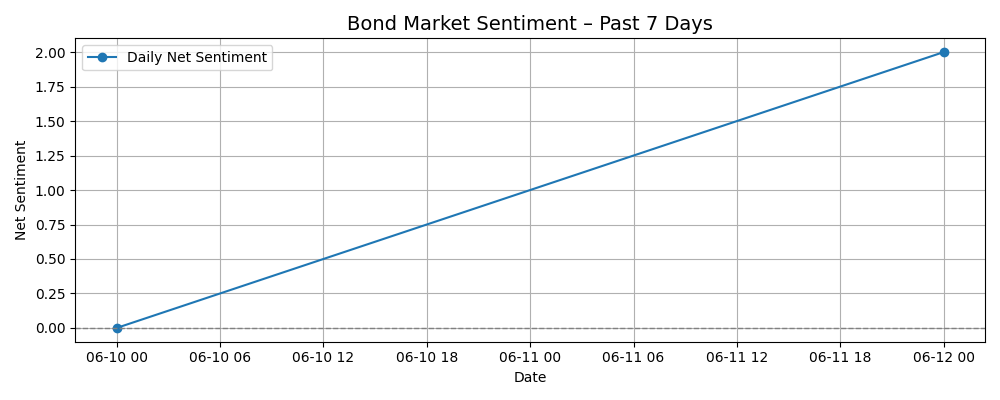 Bond Market Sentiment – Past 7 Days
Daily Net Sentiment
Net Sentiment
2.00
1.75
1.50
1.25
1.00
0.75
0.50
0.25
0.00
06-10 00 06-10 06 06-10 12 06-10 18 06-11 00 06-11 06 06-11 12 06-11 18 06-12 00
Date